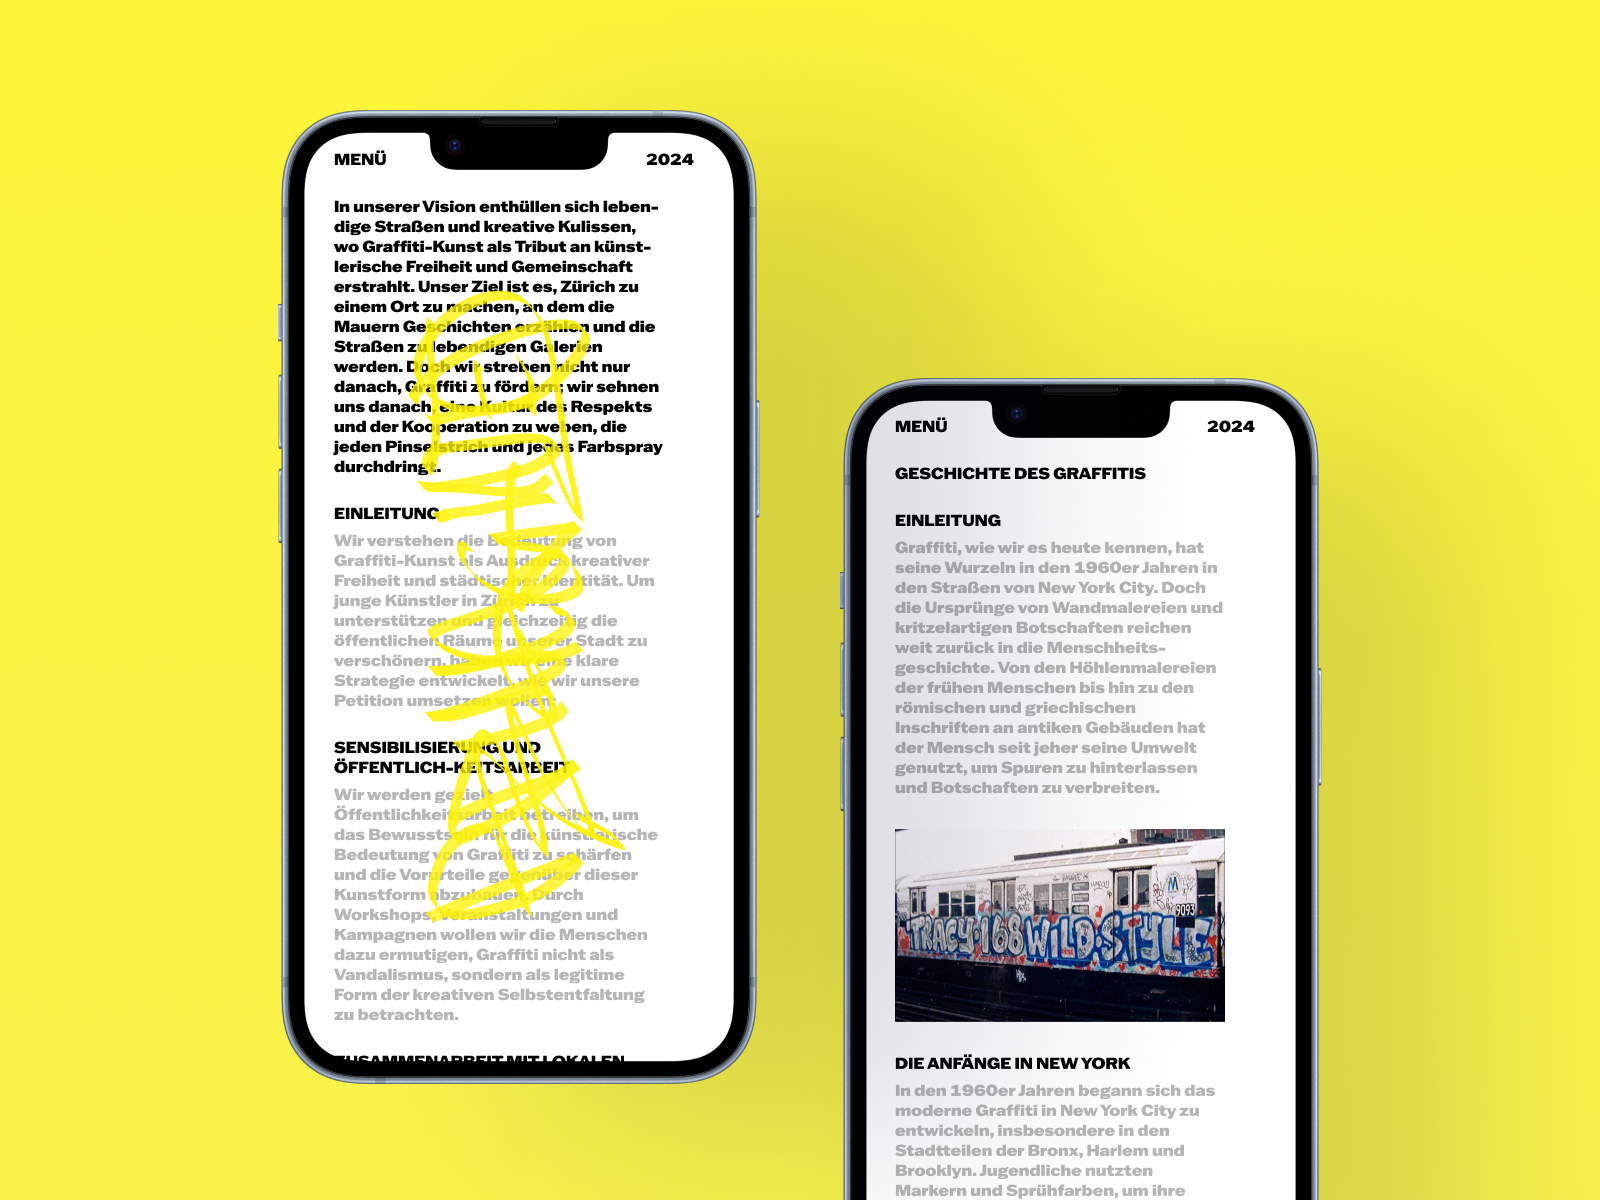 MENÜ
2024
In unserer Vision enthüllen sich leben-
dige Straßen und kreative Kulissen,
wo Graffiti-Kunst als Tribut an künst-
lerische Freiheit und Gemeinschaft
erstrahlt. Unser Ziel ist es, Zürich zu
einem Ort zu machen, an dem die
Mauern Geschichten erzählen und die
Straßen zu lebendigen Galerien
werden. Doch wir streben nicht nur
danach, Graffiti zu fördern; wir sehnen
uns danach, eine Kultur des Respekts
und der Kooperation zu weben, die
jeden Pinselstrich und jedes Farbspray
durchdringt.
EINLEITUNG
Wir verstehen die Bedeutung von
Graffiti-Kunst als Ausdruck kreativer
Freiheit und städtischer Identität. Um
junge Künstler in Zürich zu
unterstützen und gleichzeitig die
öffentlichen Räume unserer Stadt zu
verschönern, haben wir eine klare
Strategie entwickelt, wie wir unsere
Petition umsetzen wollen:
SENSIBILISIERUNG UND
ÖFFENTLICH-KEITSARBEIT
Wir werden gezielt
Öffentlichkeitsarbeit betreiben, um
das Bewusstsein für die künstlerische
Bedeutung von Graffiti zu schärfen
und die Vorurteile gegenüber dieser
Kunstform abzubauen. Durch
Workshops, Veranstaltungen und
Kampagnen wollen wir die Menschen
dazu ermutigen, Graffiti nicht als
Vandalismus, sondern als legitime
Form der kreativen Selbstentfaltung
zu betrachten.
ZUSAMMENARBEIT MIT LOKALEN
MENÜ
2024
GESCHICHTE DES GRAFFITIS
EINLEITUNG
Graffiti, wie wir es heute kennen, hat
seine Wurzeln in den 1960er Jahren in
den Straßen von New York City. Doch
die Ursprünge von Wandmalereien und
kritzelartigen Botschaften reichen
weit zurück in die Menschheits-
geschichte. Von den Höhlenmalereien
der frühen Menschen bis hin zu den
römischen und griechischen
Inschriften an antiken Gebäuden hat
der Mensch seit jeher seine Umwelt
genutzt, um Spuren zu hinterlassen
und Botschaften zu verbreiten.
M
9093
TRACY·168 WILD·STYLE
DIE ANFÄNGE IN NEW YORK
In den 1960er Jahren begann sich das
moderne Graffiti in New York City zu
entwickeln, insbesondere in den
Stadtteilen der Bronx, Harlem und
Brooklyn. Jugendliche nutzten
Markern und Sprühfarben, um ihre